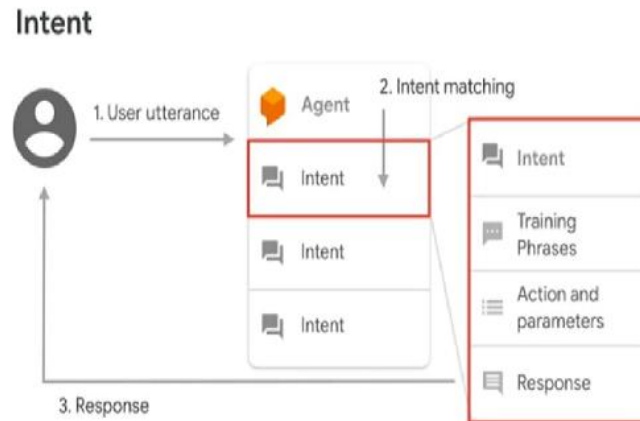 Intent
1. User utterance
Agent
2. Intent matching
Intent
Intent
Intent
Intent
Training
Phrases
Action and
parameters
Response
3. Response